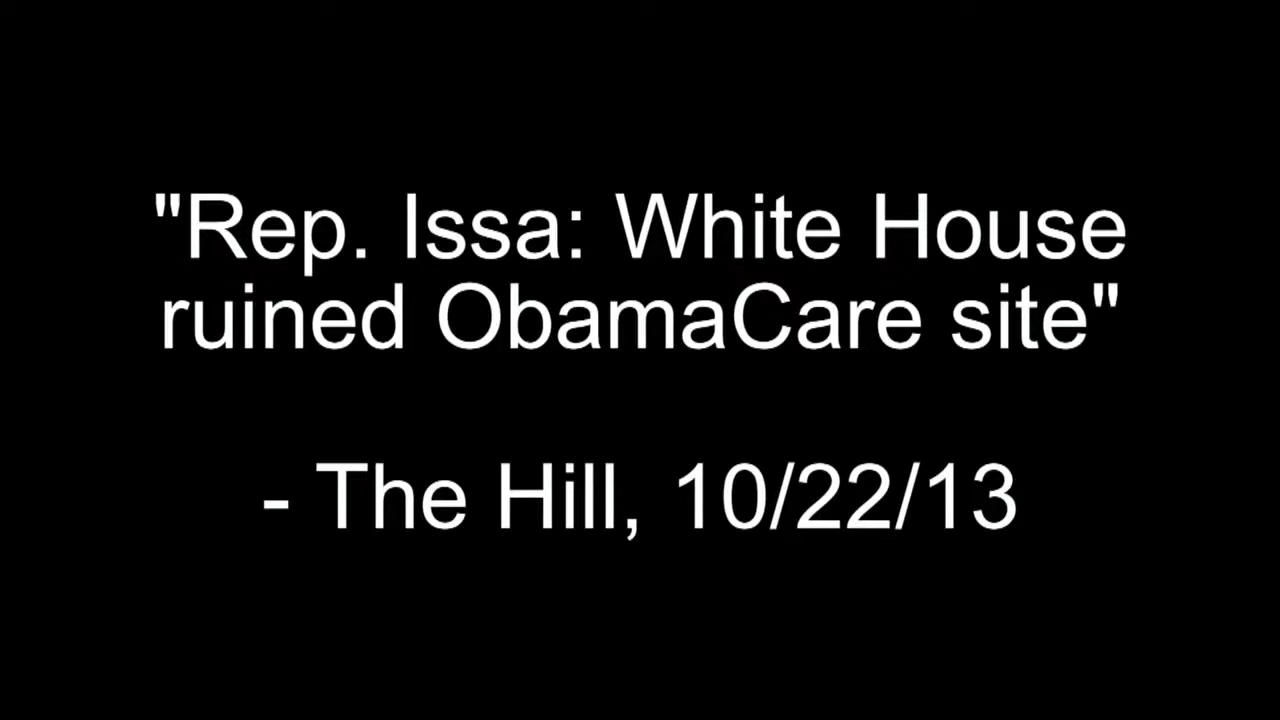 "Rep. Issa: White House
ruined ObamaCare site"
- The Hill, 10/22/13